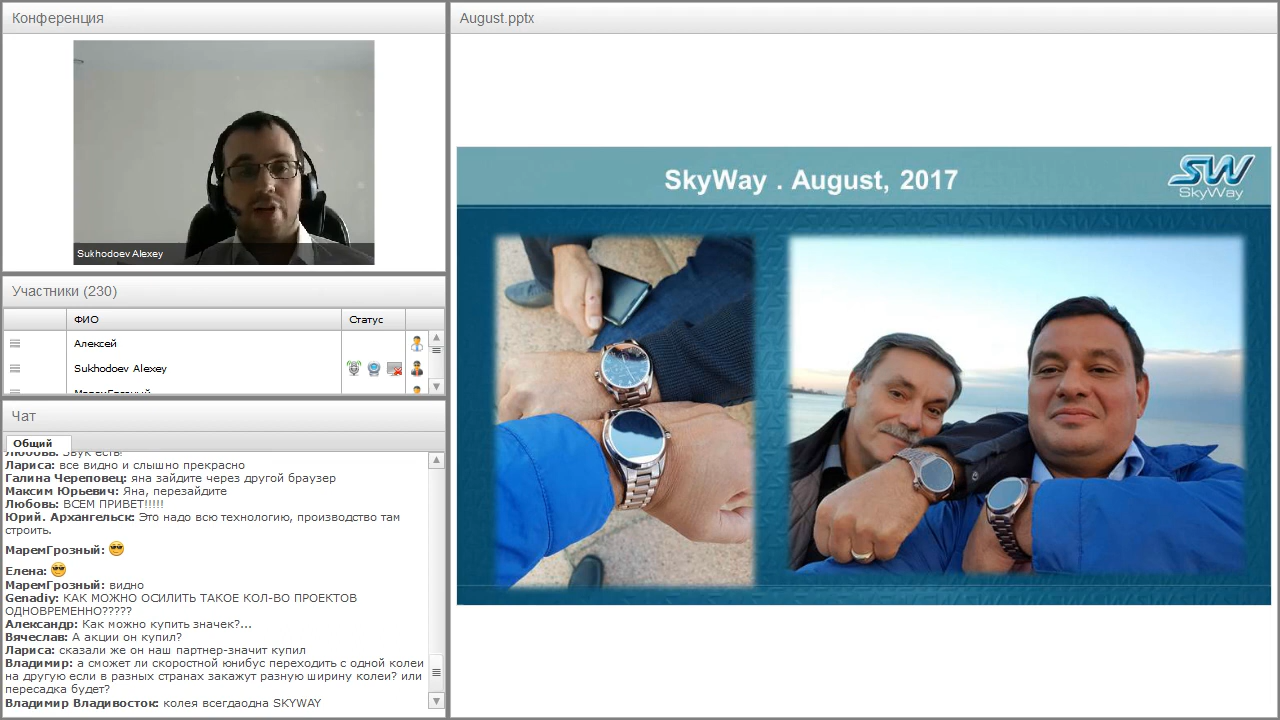 Конференция
Sukhodoev Alexey
Участники (230)
ФИО
Статус
Алексей
Sukhodoev Alexey
МаремГрозный
Чат
Общий
Любовь: Звук есть!
Лариса: все видно и слышно прекрасно
Галина Череповец: яна зайдите через другой браузер
Максим Юрьевич: Яна, перезайдите
Любовь: ВСЕМ ПРИВЕТ!!!!!
Юрий. Архангельск: Это надо всю технологию, производство там
строить.
МаремГрозный:
Елена:
МаремГрозный: видно
Genadiy: КАК МОЖНО ОСИЛИТЬ ТАКОЕ КОЛ-ВО ПРОЕКТОВ
ОДНОВРЕМЕННО?????
Александр: Как можно купить значек?...
Вячеслав: А акции он купил?
Лариса: сказали же он наш партнер-значит купил
Владимир: а сможет ли скоростной юнибус переходить с одной колеи
на другую если в разных странах закажут разную ширину колеи? или
пересадка будет?
Владимир Владивосток: колея всегдаодна SKYWAY
August.pptx
SkyWay . August, 2017
SW
SkyWay